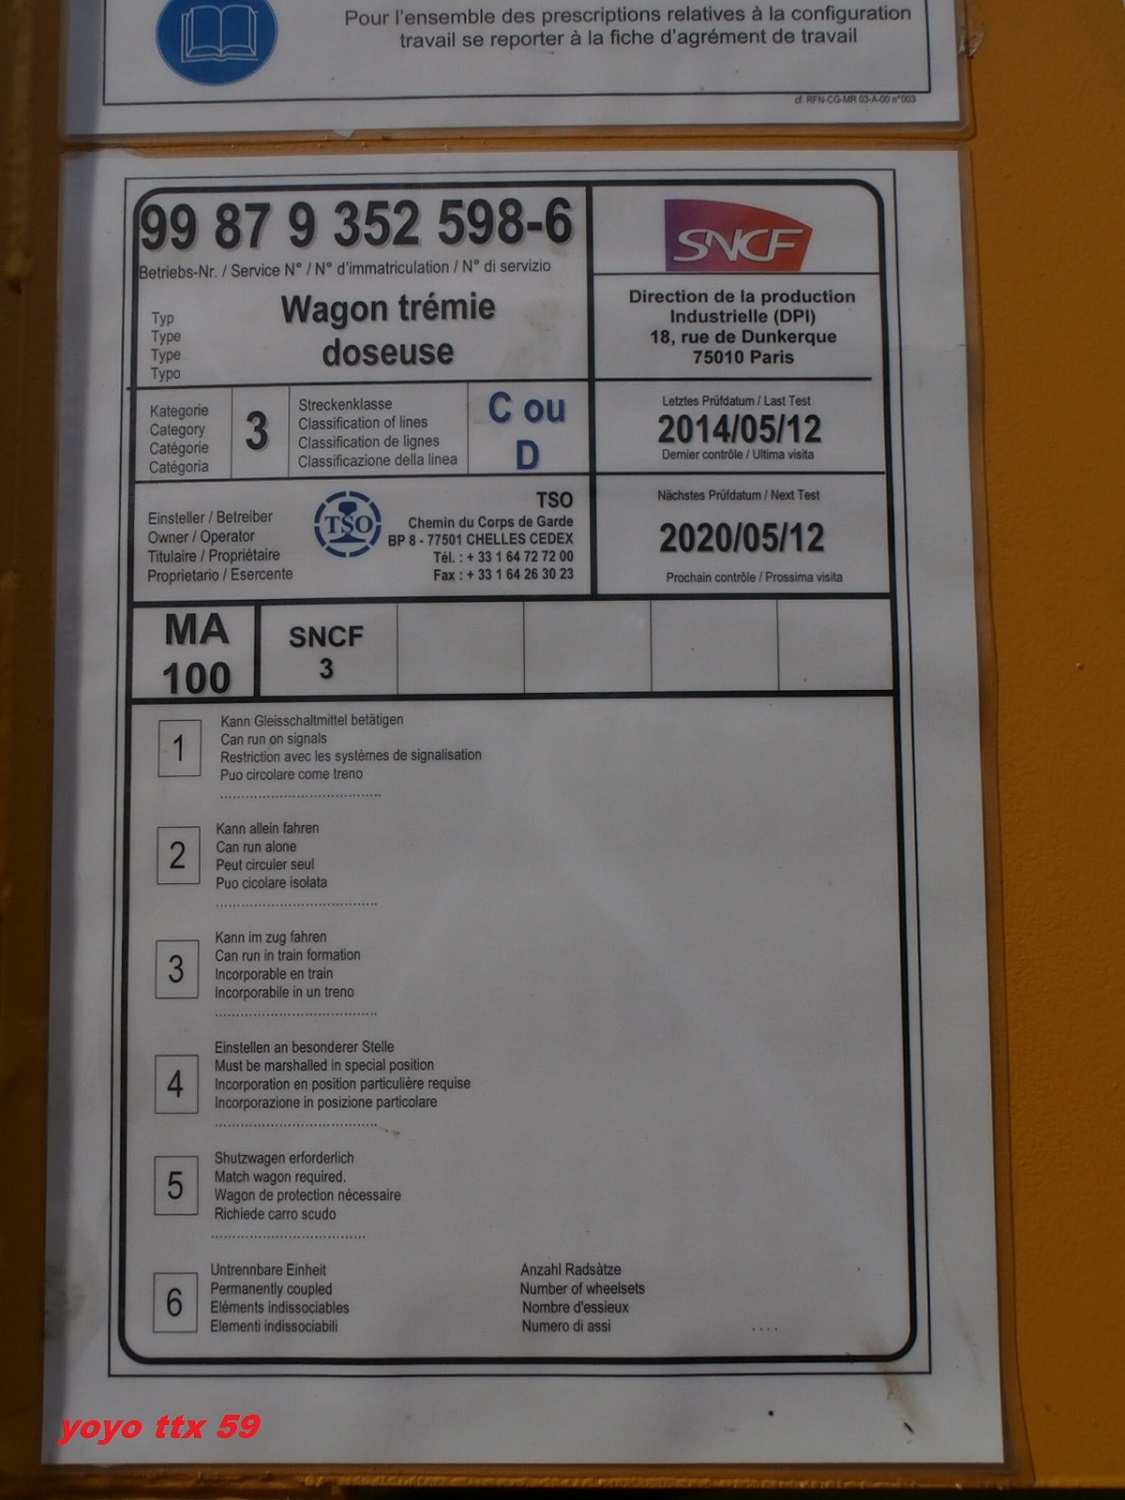 Pour l'ensemble des prescriptions relatives à la configuration
travail se reporter à la fiche d'agrément de travail
cf. RFN-CG-MR 03-A-00 n°003
99 87 9 352 598-6
Betriebs-Nr. / Service N° / N° d'immatriculation / N° di servizio
Typ
Type
Type
Typo
Wagon trémie
doseuse
SNCF
Direction de la production
Industrielle (DPI)
18, rue de Dunkerque
75010 Paris
Kategorie
Category
Catégorie
Catégoria
3
Streckenklasse
Classification of lines
Classification de lignes
Classificazione della linea
C ou
D
Letztes Prüfdatum / Last Test
2014/05/12
Dernier contrôle / Ultima visita
Einsteller / Betreiber
Owner / Operator
Titulaire / Propriétaire
Proprietario / Esercente
TSO
TSO
Chemin du Corps de Garde
BP 8 - 77501 CHELLES CEDEX
Tél. : + 33 1 64 72 72 00
Fax : + 33 1 64 26 30 23
Nächstes Prüfdatum / Next Test
2020/05/12
Prochain contrôle / Prossima visita
MA
100
SNCF
3
1
Kann Gleisschaltmittel betätigen
Can run on signals
Restriction avec les systèmes de signalisation
Puo circolare come treno
2
Kann allein fahren
Can run alone
Peut circuler seul
Puo cicolare isolata
3
Kann im zug fahren
Can run in train formation
Incorporable en train
Incorporabile in un treno
4
Einstellen an besonderer Stelle
Must be marshalled in special position
Incorporation en position particulière requise
Incorporazione in posizione particolare
5
Shutzwagen erforderlich
Match wagon required.
Wagon de protection nécessaire
Richiede carro scudo
6
Untrennbare Einheit
Permanently coupled
Eléments indissociables
Elementi indissociabili
Anzahl Radsàtze
Number of wheelsets
Nombre d'essieux
Numero di assi
....
yoyo ttx 59